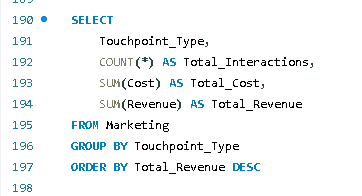 190 SELECT
191 Touchpoint_Type,
192 COUNT(*) AS Total_Interactions,
193 SUM(Cost) AS Total_Cost,
194 SUM(Revenue) AS Total_Revenue
195 FROM Marketing
196 GROUP BY Touchpoint_Type
197 ORDER BY Total_Revenue DESC
198